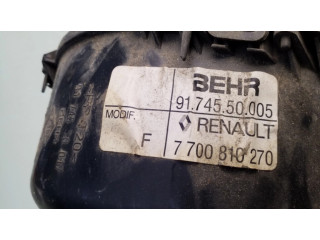 BEHR
91.745.50.005
MODIF. RENAULT
F 7 700 810 270